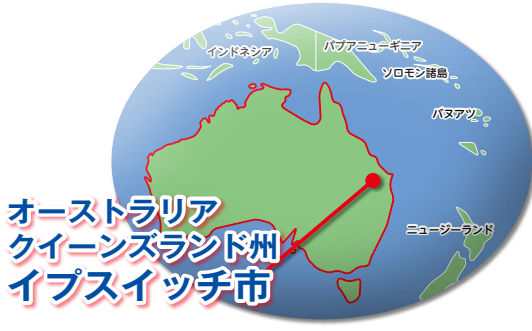 インドネシア
パプアニューギニア
ソロモン諸島
バヌアツ
ニュージーランド
オーストラリア
クイーンズランド州
イプスイッチ市